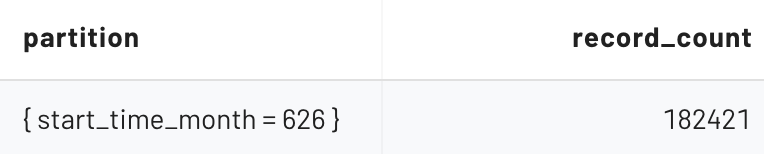 partition record_count
{ start_time_month = 626 } 182421